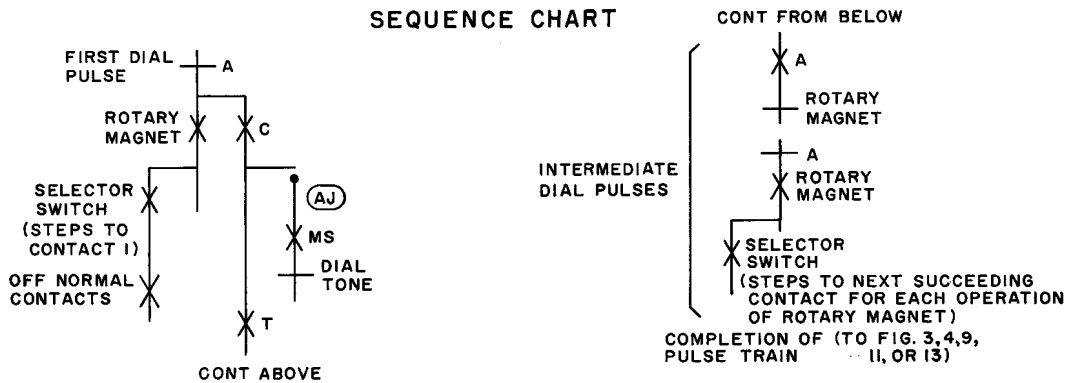 SEQUENCE CHART
FIRST DIAL
PULSE
A
ROTARY
MAGNET
C
SELECTOR
SWITCH
(STEPS TO
CONTACT 1)
AJ
MS
OFF NORMAL
CONTACTS
DIAL
TONE
T
CONT ABOVE
CONT FROM BELOW
A
ROTARY
MAGNET
INTERMEDIATE
DIAL PULSES
A
ROTARY
MAGNET
SELECTOR
SWITCH
(STEPS TO NEXT SUCCEEDING
CONTACT FOR EACH OPERATION
OF ROTARY MAGNET)
COMPLETION OF (TO FIG. 3,4,9,
PULSE TRAIN 11, OR 13)